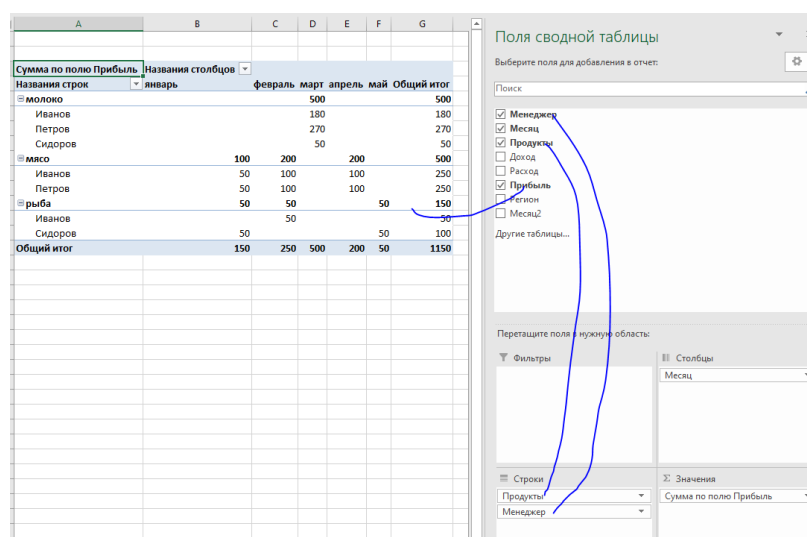 A B C D E F G
Сумма по полю Прибыль Названия столбцов
Названия строк январь февраль март апрель май Общий итог
молоко 500 500
Иванов 180 180
Петров 270 270
Сидоров 50 50
мясо 100 200 200 500
Иванов 50 100 100 250
Петров 50 100 100 250
рыба 50 50 50 150
Иванов 50 50
Сидоров 50 50 100
Общий итог 150 250 500 200 50 1150
Поля сводной таблицы
Выберите поля для добавления в отчет:
Поиск
Менеджер
Месяц
Продукты
Доход
Расход
Прибыль
Регион
Месяц2
Другие таблицы...
Перетащите поля в нужную область:
Фильтры
Столбцы
Месяц
Строки
Продукты
Менеджер
Σ Значения
Сумма по полю Прибыль